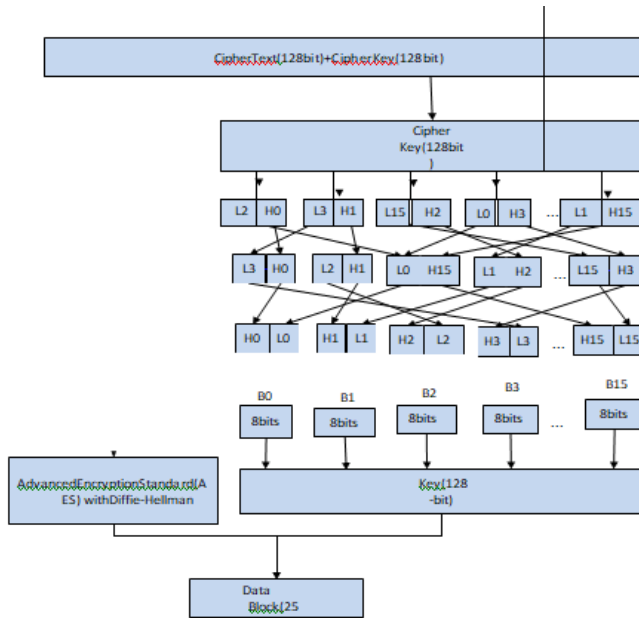 CipherText(128bit)+CipherKey(128bit)
Cipher
Key(128bit
)
L2 H0 L3 H1 L15 H2 L0 H3 ... L1 H15
L3 H0 L2 H1 L0 H15 L1 H2 ... L15 H3
H0 L0 H1 L1 H2 L2 H3 L3 ... H15 L15
B0 B1 B2 B3 B15
8bits 8bits 8bits 8bits ... 8bits
AdvancedEncryptionStandard(A
ES) withDiffie-Hellman
Key(128
-bit)
Data
Block(25